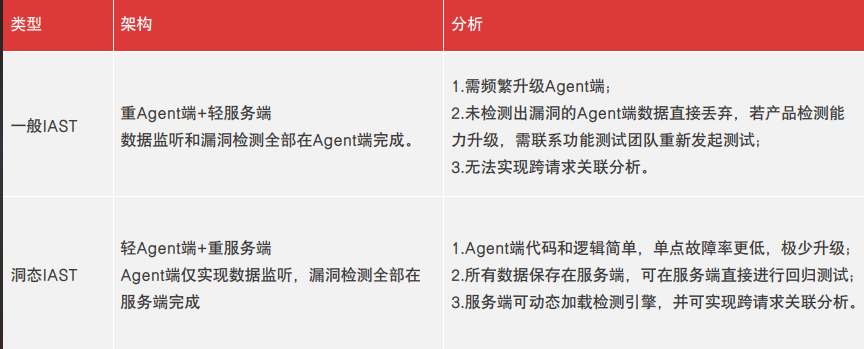 类型
架构
分析
一般IAST
重Agent端+轻服务端
数据监听和漏洞检测全部在Agent端完成。
1.需频繁升级Agent端;
2.未检测出漏洞的Agent端数据直接丢弃，若产品检测能
力升级，需联系功能测试团队重新发起测试;
3.无法实现跨请求关联分析。
洞态IAST
轻Agent端+重服务端
Agent端仅实现数据监听，漏洞检测全部在
服务端完成
1.Agent端代码和逻辑简单，单点故障率更低，极少升级;
2.所有数据保存在服务端，可在服务端直接进行回归测试;
3.服务端可动态加载检测引擎，并可实现跨请求关联分析。